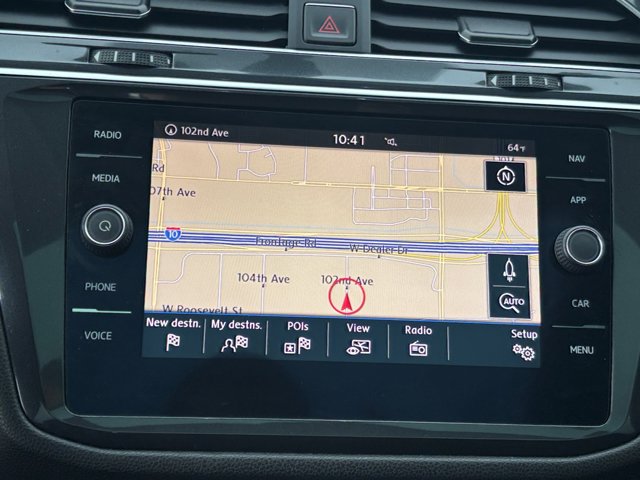 102nd Ave
10:41
64°F
RADIO
MEDIA
PHONE
VOICE
NAV
APP
CAR
MENU
Rd
07th Ave
N
10
Frontage Rd
W Dealer Dr
104th Ave
102nd Ave
W Roosevelt St
AUTO
New destn.
My destns.
POIs
View
Radio
Setup